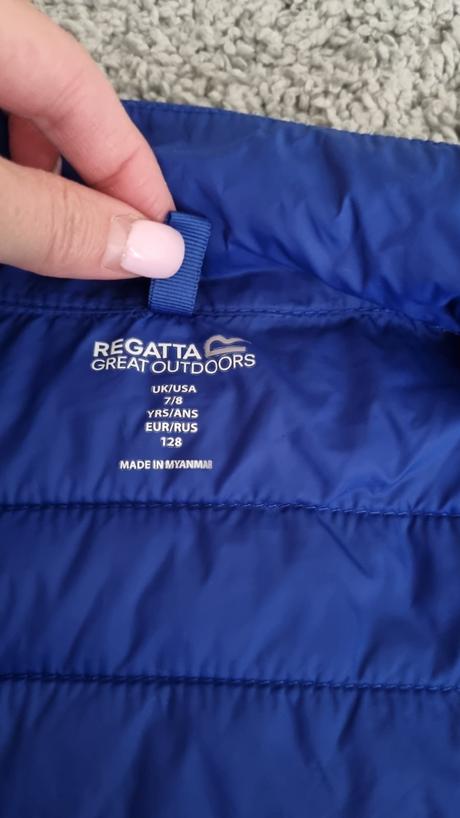 REGATTA
GREAT OUTDOORS
UK/USA
7/8
YRS/ANS
EUR/RUS
128
MADE IN MYANMAR